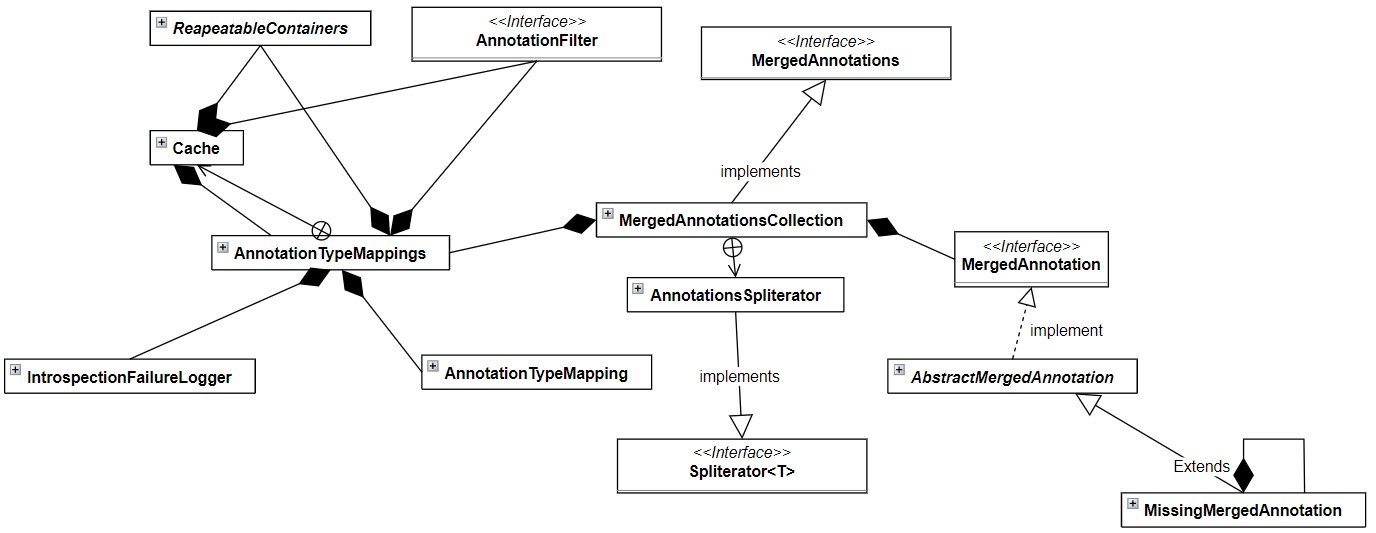 ReapeatableContainers
<<Interface>>
AnnotationFilter
<<Interface>>
MergedAnnotations
Cache
implements
MergedAnnotationsCollection
AnnotationTypeMappings
<<Interface>>
MergedAnnotation
AnnotationsSpliterator
implement
IntrospectionFailureLogger
AnnotationTypeMapping
implements
AbstractMergedAnnotation
<<Interface>>
Spliterator<T>
Extends
MissingMergedAnnotation